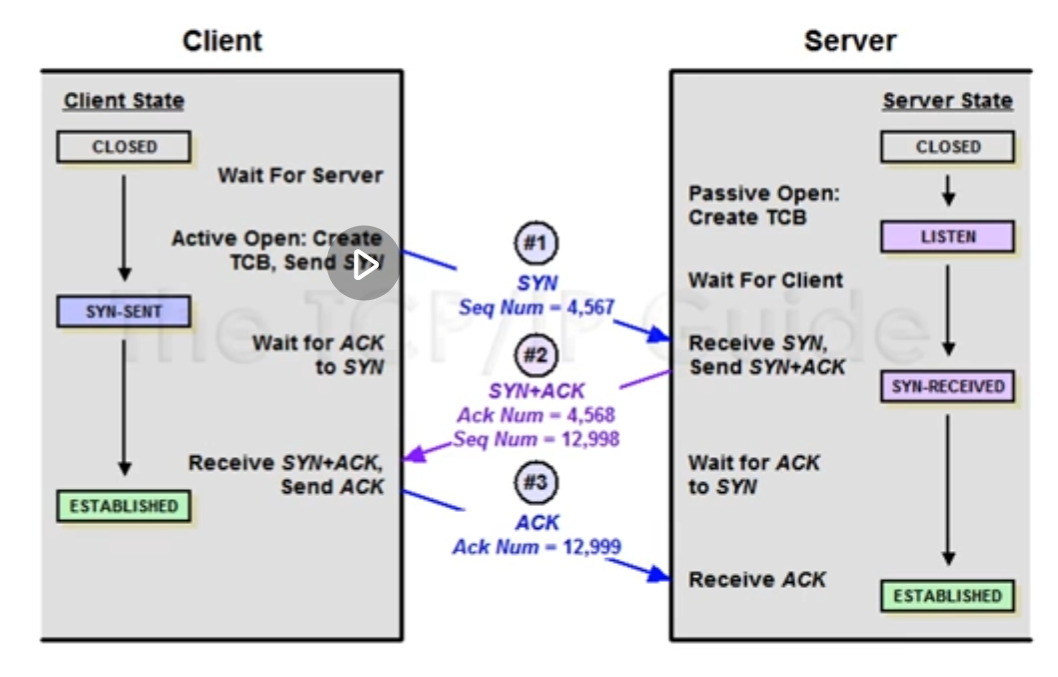 Client
Server
Client State
CLOSED
Wait For Server
Active Open: Create
TCB, Send SYN
SYN-SENT
Wait for ACK
to SYN
Receive SYN+ACK,
Send ACK
ESTABLISHED
#1
SYN
Seq Num = 4,567
#2
SYN+ACK
Ack Num = 4,568
Seq Num = 12,998
#3
ACK
Ack Num = 12,999
Server State
CLOSED
Passive Open:
Create TCB
LISTEN
Wait For Client
Receive SYN,
Send SYN+ACK
SYN-RECEIVED
Wait for ACK
to SYN
Receive ACK
ESTABLISHED
The TCP/IP Guide